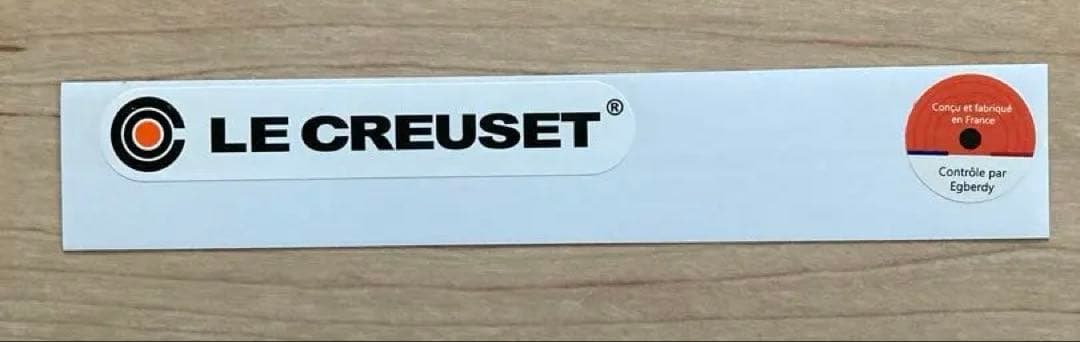 LE CREUSET®
Conçu et fabriqué
en France
Contrôle par
Egberdy